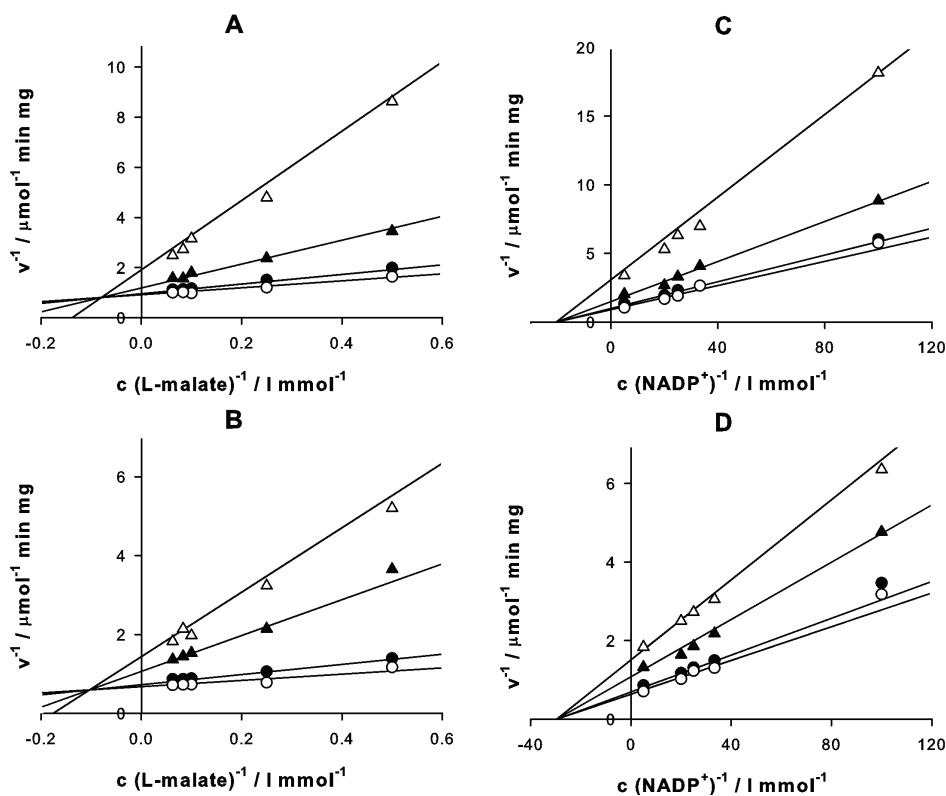 A
10
8
6
4
2
0
-0.2 0.0 0.2 0.4 0.6
v⁻¹ / μmol⁻¹ min mg
c (L-malate)⁻¹ / l mmol⁻¹
C
20
15
10
5
0
0 40 80 120
v⁻¹ / μmol⁻¹ min mg
c (NADP⁺)⁻¹ / l mmol⁻¹
B
6
4
2
0
-0.2 0.0 0.2 0.4 0.6
v⁻¹ / μmol⁻¹ min mg
c (L-malate)⁻¹ / l mmol⁻¹
D
6
4
2
0
-40 0 40 80 120
v⁻¹ / μmol⁻¹ min mg
c (NADP⁺)⁻¹ / l mmol⁻¹